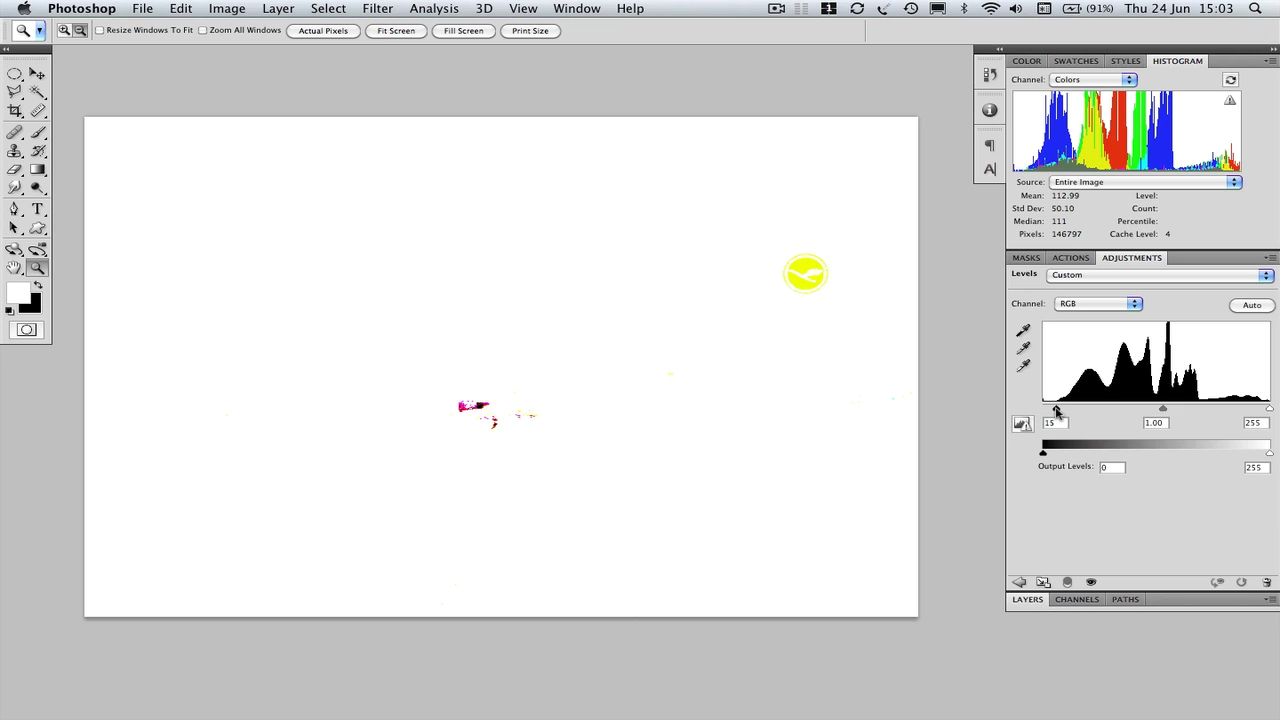 Photoshop File Edit Image Layer Select Filter Analysis 3D View Window Help (91%) Thu 24 Jun 15:03
Resize Windows To Fit Zoom All Windows Actual Pixels Fit Screen Fill Screen Print Size
COLOR SWATCHES STYLES HISTOGRAM
Channel: Colors
Source: Entire Image
Mean: 112.99 Level:
Std Dev: 50.10 Count:
Median: 111 Percentile:
Pixels: 146797 Cache Level: 4
MASKS ACTIONS ADJUSTMENTS
Levels Custom
Channel: RGB Auto
15 1.00 255
Output Levels: 0 255
LAYERS CHANNELS PATHS